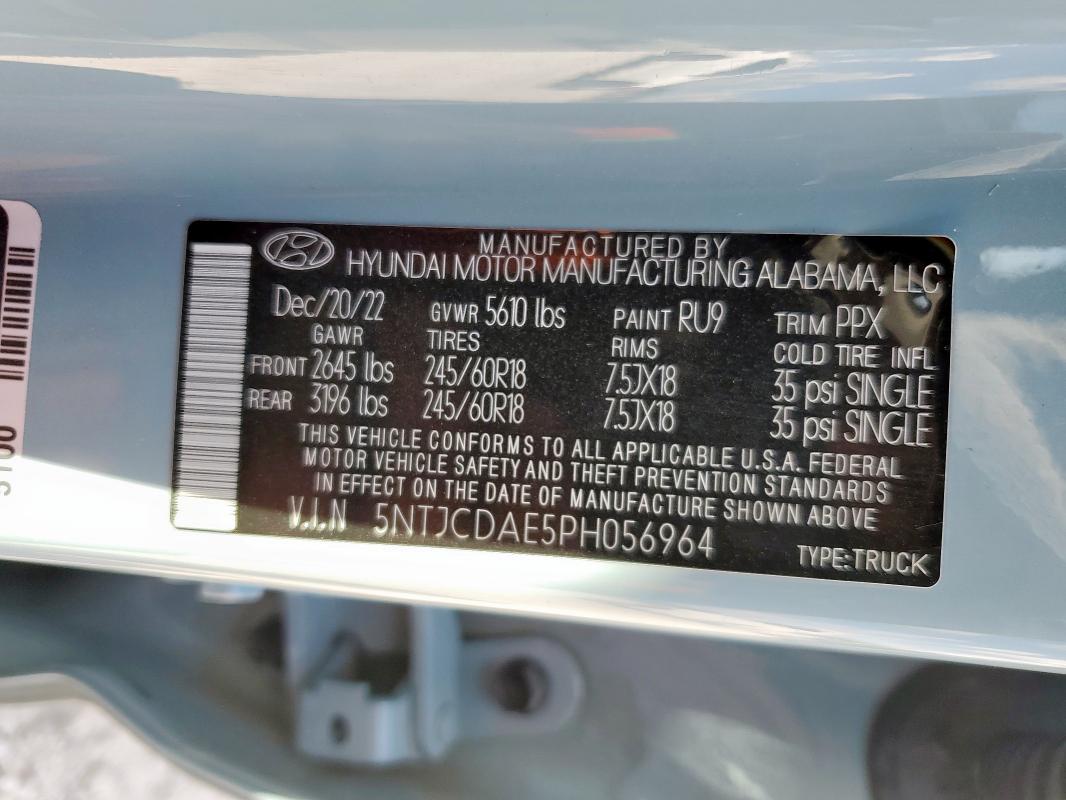 MANUFACTURED BY
HYUNDAI MOTOR MANUFACTURING ALABAMA, LLC
Dec/20/22 GVWR 5610 lbs PAINT RU9 TRIM PPX
GAWR TIRES RIMS COLD TIRE INFL
FRONT 2645 lbs 245/60R18 7.5JX18 35 psi SINGLE
REAR 3196 lbs 245/60R18 7.5JX18 35 psi SINGLE
THIS VEHICLE CONFORMS TO ALL APPLICABLE U.S.A. FEDERAL
MOTOR VEHICLE SAFETY AND THEFT PREVENTION STANDARDS
IN EFFECT ON THE DATE OF MANUFACTURE SHOWN ABOVE
V.I.N 5NTJCDAE5PH056964
TYPE:TRUCK